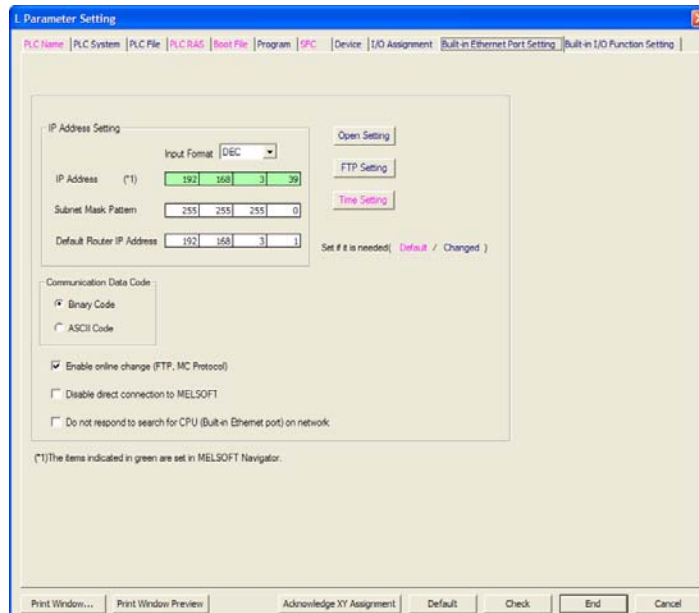 L Parameter Setting
PLC Name PLC System PLC File PLC RAS Boot File Program SFC Device I/O Assignment Built-in Ethernet Port Setting Built-in I/O Function Setting
IP Address Setting
Input Format DEC
IP Address (*1) 192 168 3 39
Subnet Mask Pattern 255 255 255 0
Default Router IP Address 192 168 3 1
Open Setting
FTP Setting
Time Setting
Set if it is needed( Default / Changed )
Communication Data Code
Binary Code
ASCII Code
Enable online change (FTP, MC Protocol)
Disable direct connection to MELSOFT
Do not respond to search for CPU (Built-in Ethernet port) on network
(*1)The items indicated in green are set in MELSOFT Navigator.
Print Window... Print Window Preview Acknowledge XY Assignment Default Check End Cancel